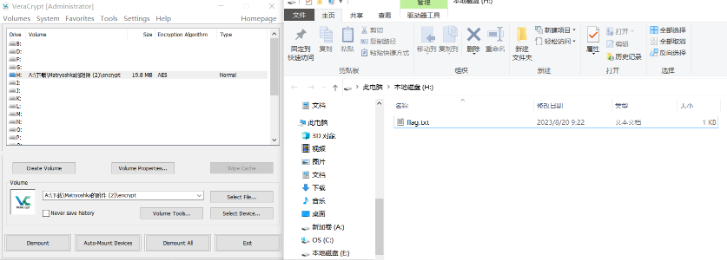 VeraCrypt [Administrator]
Volumes System Favorites Tools Settings Help Homepage
Drive Volume Size Encryption Algorithm Type
B:
D:
F:
G:
H: A:\下载\Matryoshka的附件 (2)\encrypt 19.8 MB AES Normal
I:
J:
K:
L:
M:
N:
O:
P:
Create Volume Volume Properties... Wipe Cache
Volume
A:\下载\Matryoshka的附件 (2)\encrypt Select File...
Never save history Volume Tools... Select Device...
Dismount Auto-Mount Devices Dismount All Exit
管理 本地磁盘 (H:)
文件 主页 共享 查看 驱动器工具
固定到快速访问 复制 粘贴 剪切 复制路径 粘贴快捷方式
移动到 复制到 删除 重命名
新建文件夹 新建项目 轻松访问
属性 打开 编辑 历史记录
全部选择 全部取消 反向选择
剪贴板 组织 新建 打开 选择
此电脑 本地磁盘 (H:)
名称 修改日期 类型 大小
flag.txt 2023/8/20 9:22 文本文档 1 KB
文档
此电脑
3D 对象
视频
图片
文档
下载
音乐
桌面
新加卷 (A:)
OS (C:)
本地磁盘 (E:)